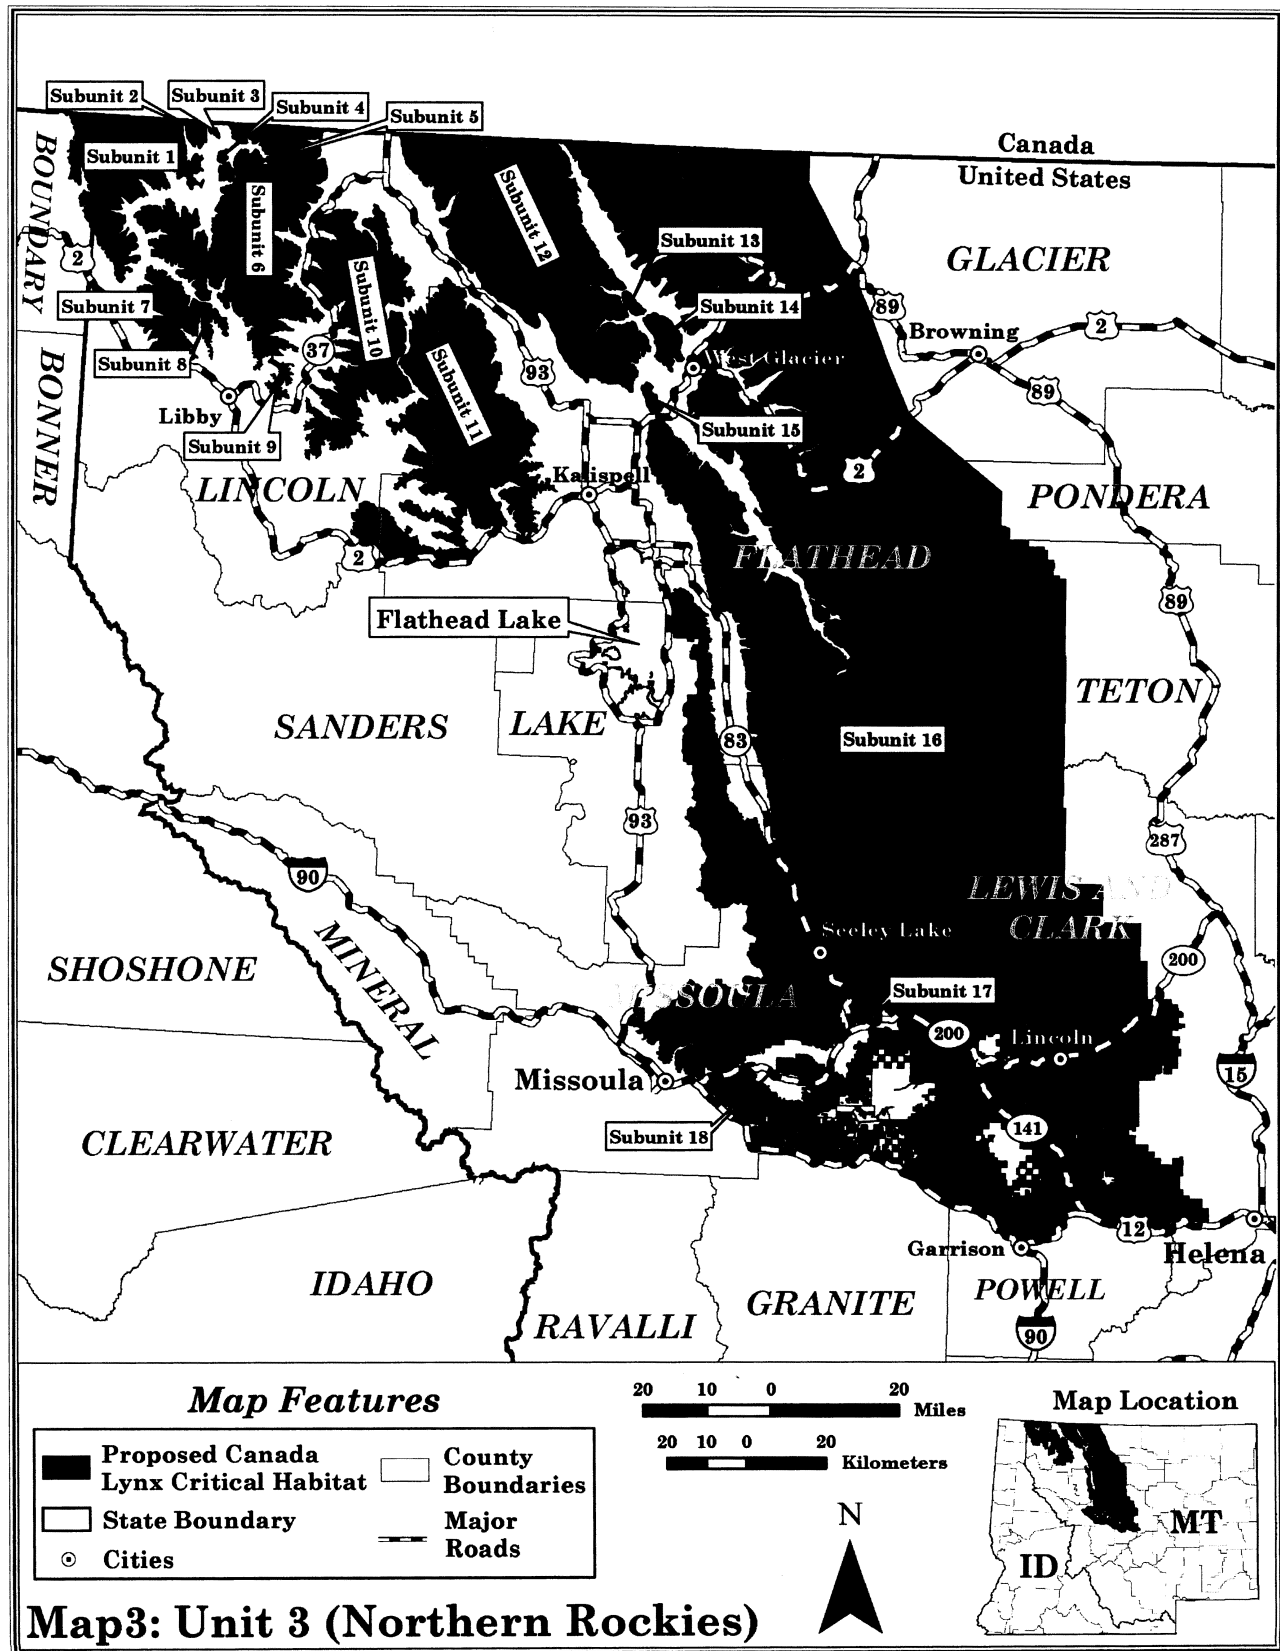 Subunit 2
Subunit 3
Subunit 4
Subunit 5
Subunit 1
BOUNDARY
Canada
United States
Subunit 12
Subunit 6
Subunit 13
GLACIER
2
Subunit 7
Subunit 10
Subunit 14
89
Browning
2
37
Subunit 8
93
West Glacier
BONNER
Subunit 11
89
Libby
Subunit 9
Subunit 15
Kalispell
2
LINCOLN
PONDERA
2
FLATHEAD
89
Flathead Lake
TETON
SANDERS
LAKE
83
Subunit 16
93
287
90
LEWIS AND
CLARK
Seeley Lake
MINERAL
200
SHOSHONE
MISSOULA
Subunit 17
200
Lincoln
15
Missoula
Subunit 18
141
CLEARWATER
12
Garrison
Helena
IDAHO
POWELL
GRANITE
RAVALLI
90
Map Features
Proposed Canada
Lynx Critical Habitat
State Boundary
Cities
County
Boundaries
Major
Roads
20 10 0 20
Miles
20 10 0 20
Kilometers
N
Map Location
MT
ID
Map3: Unit 3 (Northern Rockies)